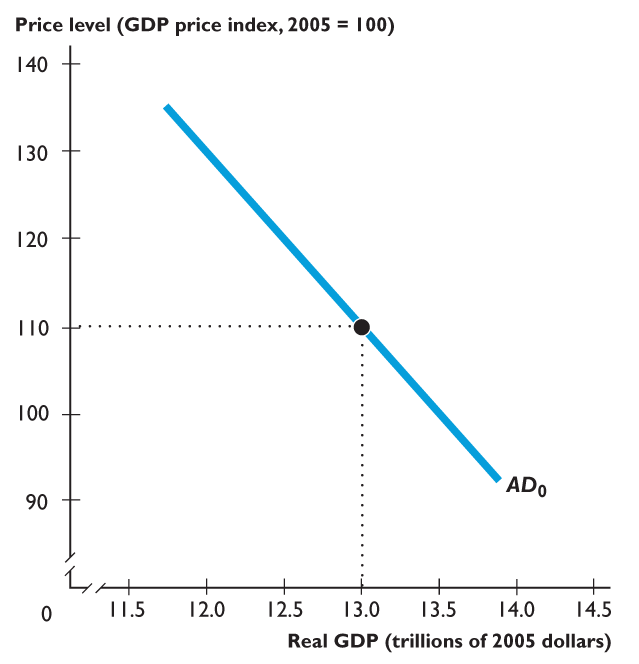 Price level (GDP price index, 2005 = 100)
140
130
120
110
100
90
AD0
0
11.5 12.0 12.5 13.0 13.5 14.0 14.5
Real GDP (trillions of 2005 dollars)